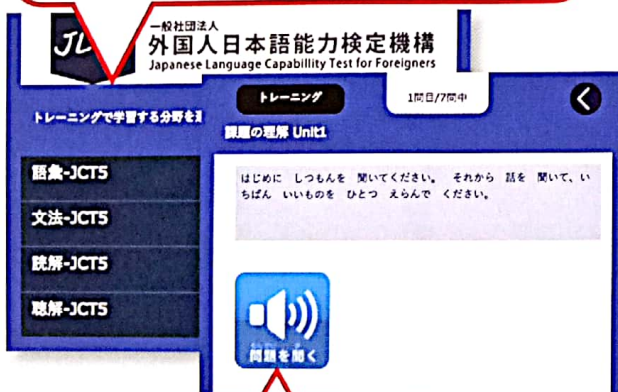 一般社団法人
外国人日本語能力検定機構
Japanese Language Capabillity Test for Foreigners
トレーニングで学習する分野を
語彙-JCT5
文法-JCT5
読解-JCT5
聴解-JCT5
トレーニング
1問目/7問中
課題の理解 Unit1
はじめに しつもんを 聞いてください。 それから 話を 聞いて、い
ちばん いいものを ひとつ えらんで ください。
問題を聞く